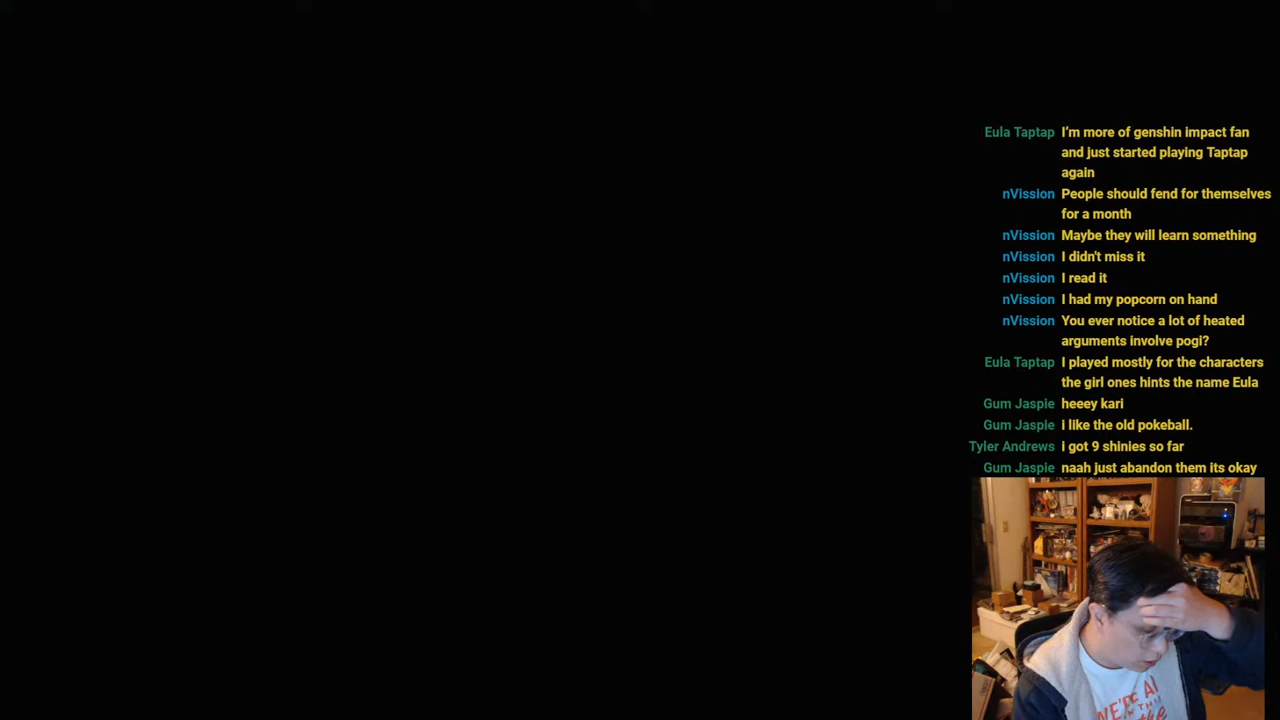 Eula Taptap I'm more of genshin impact fan
and just started playing Taptap
again
nVission People should fend for themselves
for a month
nVission Maybe they will learn something
nVission I didn't miss it
nVission I read it
nVission I had my popcorn on hand
nVission You ever notice a lot of heated
arguments involve pogi?
Eula Taptap I played mostly for the characters
the girl ones hints the name Eula
Gum Jaspie heeey kari
Gum Jaspie i like the old pokeball.
Tyler Andrews i got 9 shinies so far
Gum Jaspie naah just abandon them its okay
WE'RE ALL